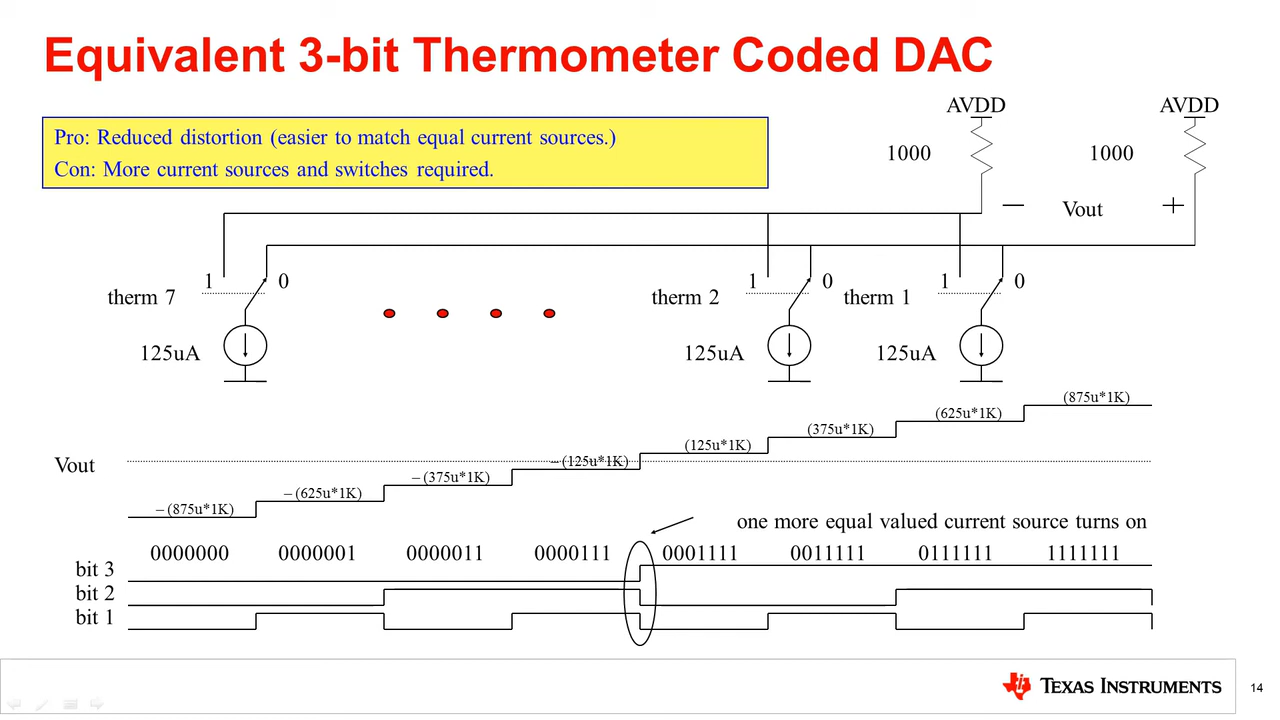 Equivalent 3-bit Thermometer Coded DAC
Pro: Reduced distortion (easier to match equal current sources.)
Con: More current sources and switches required.
AVDD AVDD
1000 1000
− Vout +
therm 7 1 0 therm 2 1 0 therm 1 1 0
125uA 125uA 125uA
(875u*1K)
(625u*1K)
(375u*1K)
(125u*1K)
Vout
– (125u*1K)
– (375u*1K)
– (625u*1K)
– (875u*1K)
one more equal valued current source turns on
0000000 0000001 0000011 0000111 0001111 0011111 0111111 1111111
bit 3
bit 2
bit 1
TEXAS INSTRUMENTS
14